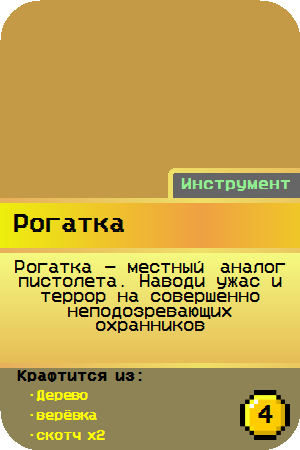 Инструмент
Рогатка
Рогатка — местный аналог
пистолета. Наводи ужас и
террор на совершенно
неподозревающих
охранников
Крафтится из:
·Дерево
·верёвка
·скотч x2
4